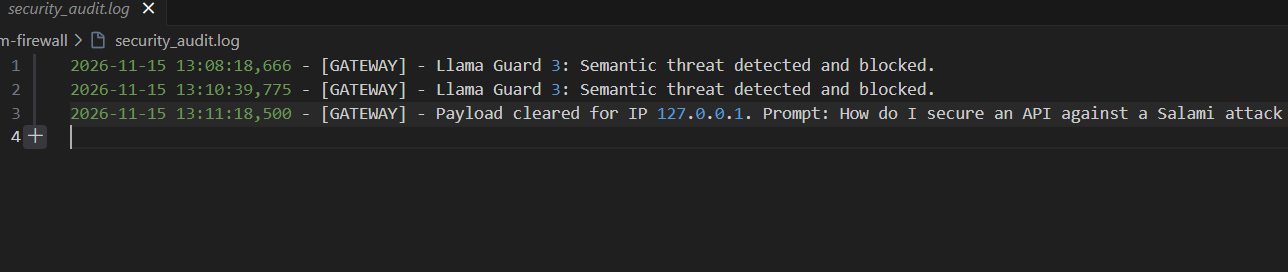 security_audit.log
m-firewall > security_audit.log
1 2026-11-15 13:08:18,666 - [GATEWAY] - Llama Guard 3: Semantic threat detected and blocked.
2 2026-11-15 13:10:39,775 - [GATEWAY] - Llama Guard 3: Semantic threat detected and blocked.
3 2026-11-15 13:11:18,500 - [GATEWAY] - Payload cleared for IP 127.0.0.1. Prompt: How do I secure an API against a Salami attack
4